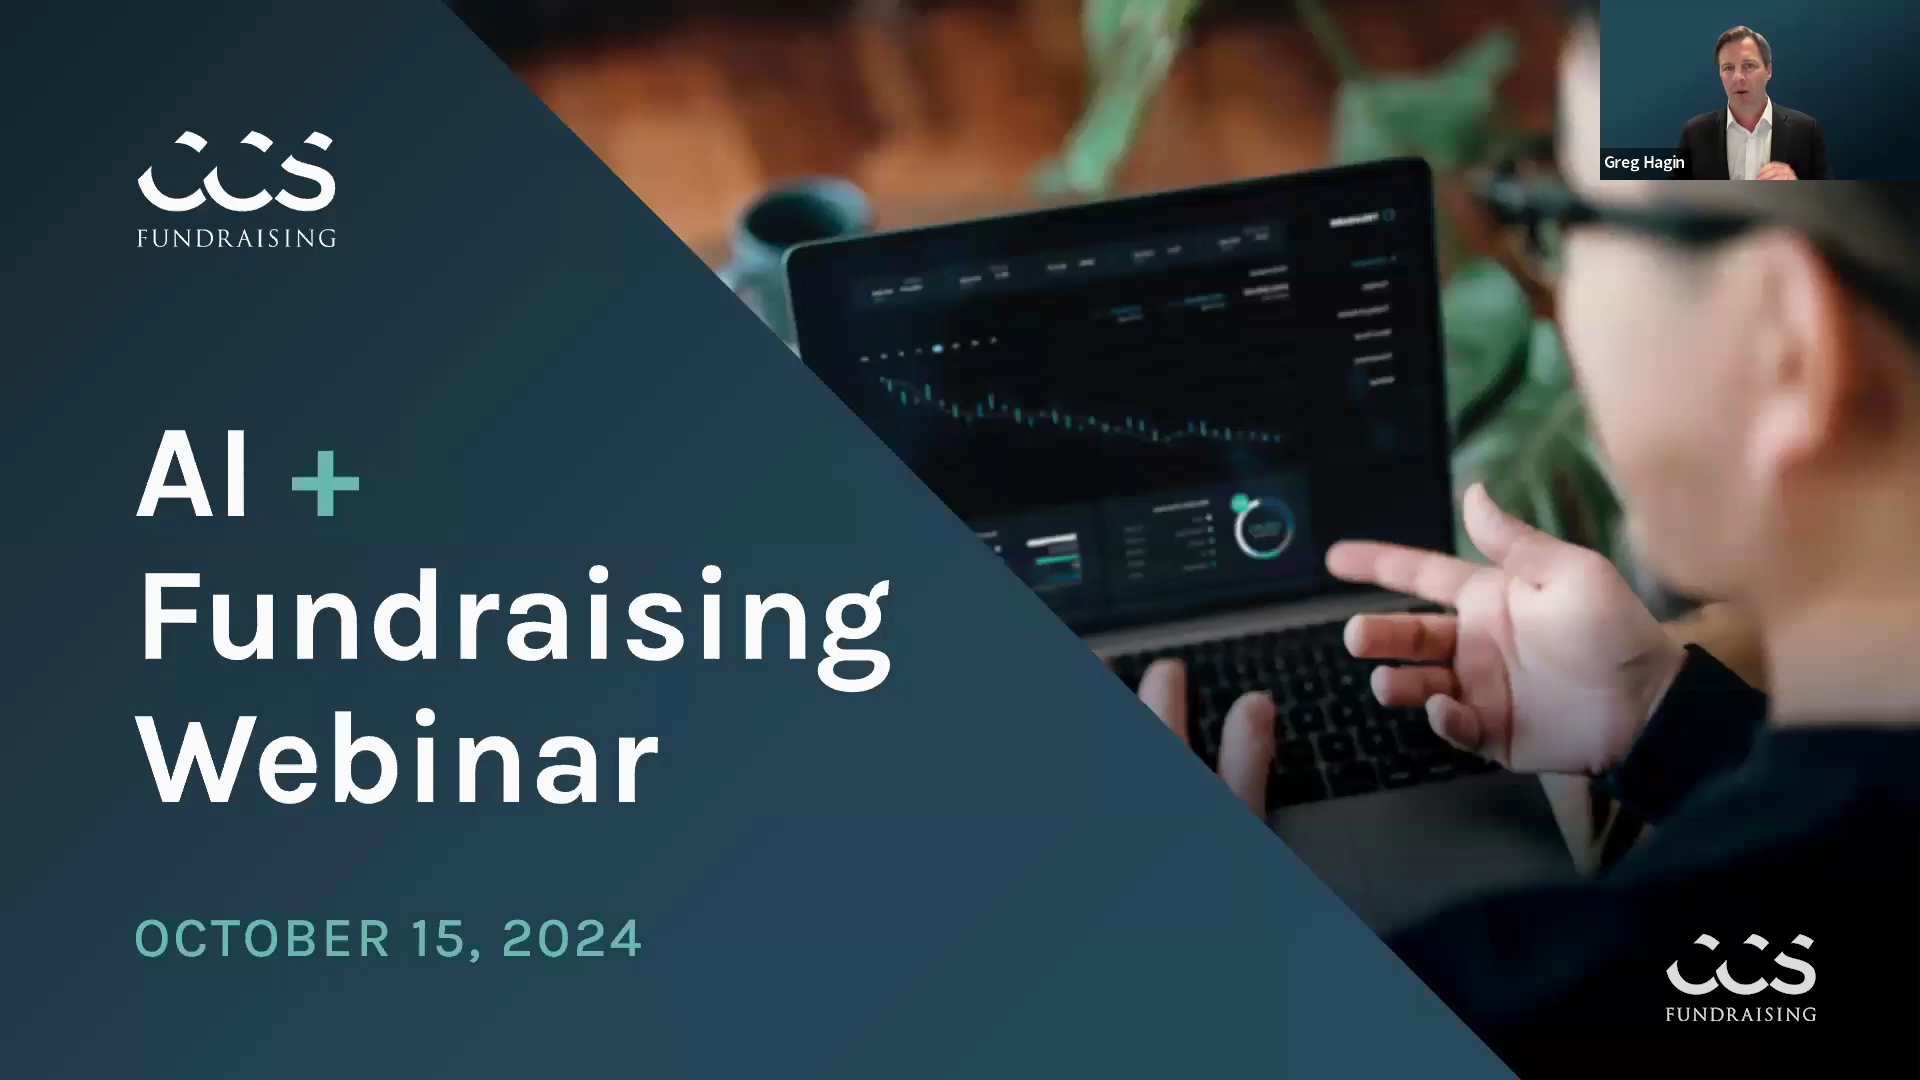 CCS
FUNDRAISING
Greg Hagin
AI +
Fundraising
Webinar
OCTOBER 15, 2024
CCS
FUNDRAISING